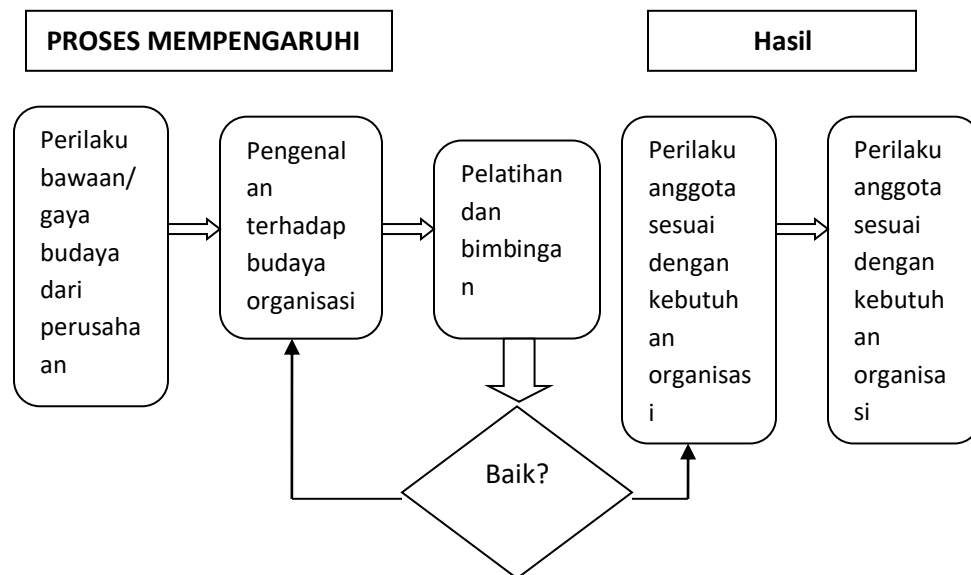 PROSES MEMPENGARUHI
Hasil
Perilaku
bawaan/
gaya
budaya
dari
perusaha
an
Pengenal
an
terhadap
budaya
organisasi
Pelatihan
dan
bimbinga
n
Perilaku
anggota
sesuai
dengan
kebutuh
an
organisas
i
Perilaku
anggota
sesuai
dengan
kebutuh
an
organisa
si
Baik?